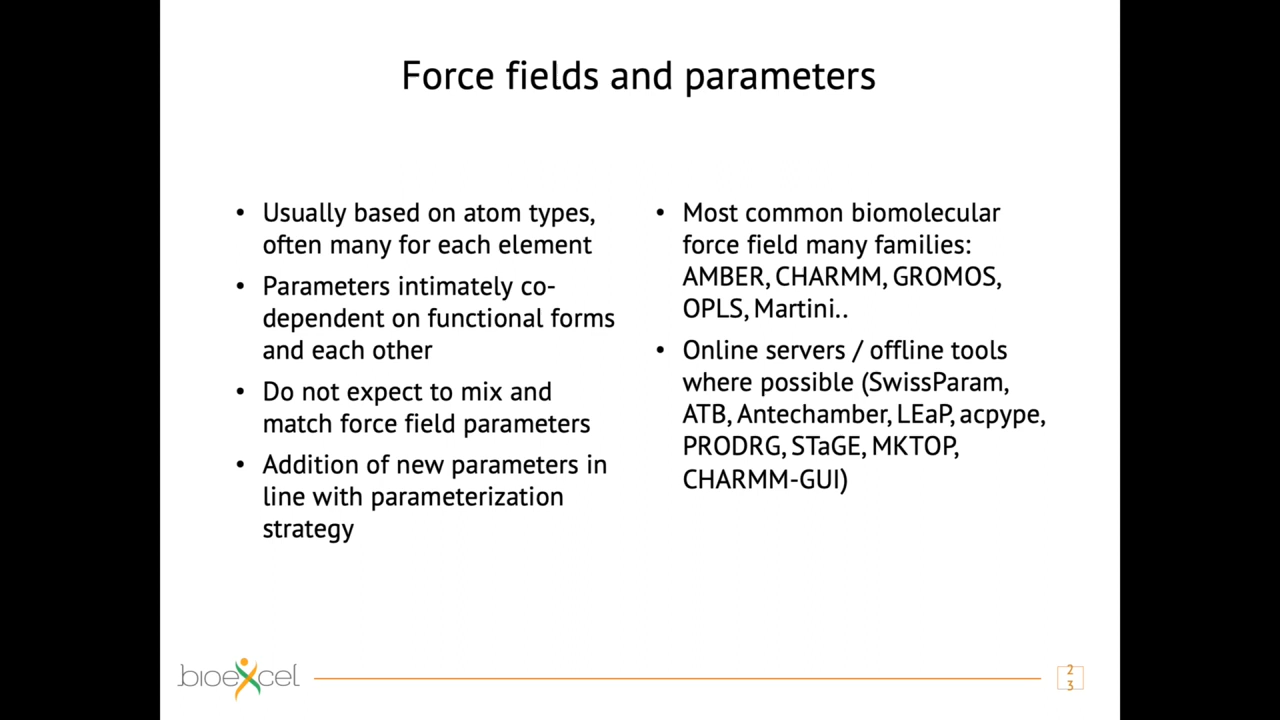 Force fields and parameters
• Usually based on atom types,
often many for each element
• Parameters intimately co-
dependent on functional forms
and each other
• Do not expect to mix and
match force field parameters
• Addition of new parameters in
line with parameterization
strategy
• Most common biomolecular
force field many families:
AMBER, CHARMM, GROMOS,
OPLS, Martini..
• Online servers / offline tools
where possible (SwissParam,
ATB, Antechamber, LEaP, acpype,
PRODRG, STaGE, MKTOP,
CHARMM-GUI)
bioexcel
2
3